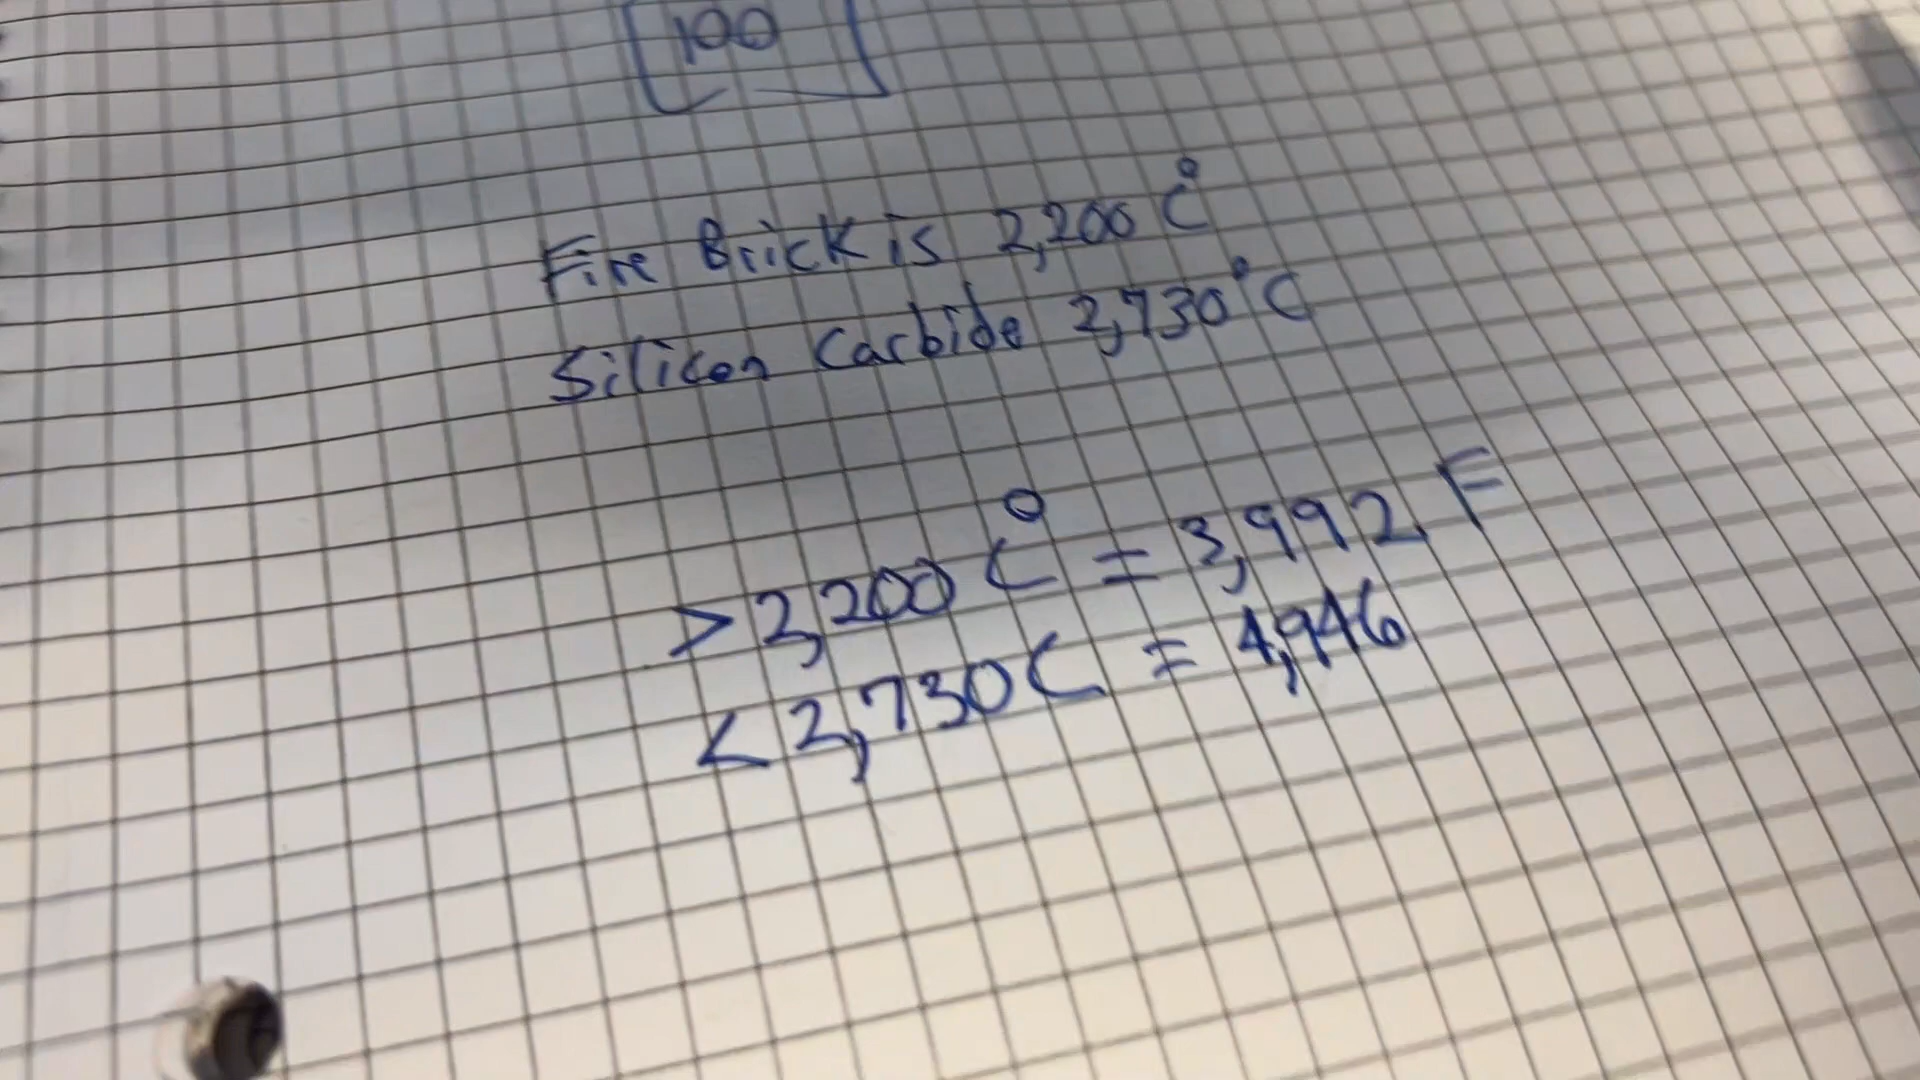 100
Fire Brick is 2,200 C°
Silicon Carbide 2,730°C
>2,200 C° = 3,992 F
<2,730 C = 4,946